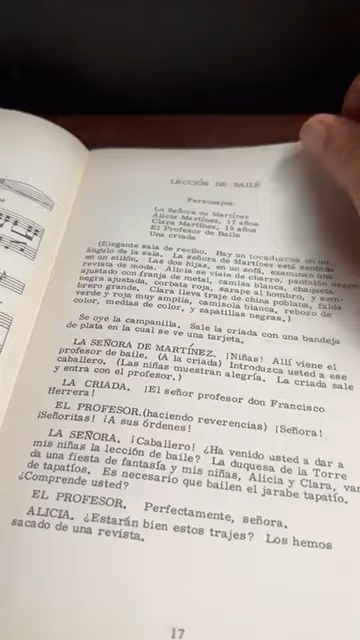 LECCIÓN DE BAILE
Personajes:
La Señora de Martínez
Alicia Martínez, 17 años
Clara Martínez, 15 años
El Profesor de Baile
Una criada
(Elegante sala de recibo. Hay un tocadiscos en un
ángulo de la sala. La señora de Martínez está sentada
en un sillón. Las dos hijas, en un sofá, examinan una
revista de moda. Alicia se viste de charro, pantalón negro
ajustado con franja de metal, camisa blanca, chaqueta
negra ajustada, corbata roja, sarape al hombro, y som-
brero grande. Clara lleva traje de china poblana, falda
verde y roja muy amplia, camisola blanca, rebozo de
color, medias de color, y zapatillas negras.)
Se oye la campanilla. Sale la criada con una bandeja
de plata en la cual se ve una tarjeta.
LA SEÑORA DE MARTÍNEZ. ¡Niñas! Allí viene el
profesor de baile. (A la criada) Introduzca usted a ese
caballero. (Las niñas muestran alegría. La criada sale
y entra con el profesor.)
LA CRIADA. ¡El señor profesor don Francisco
Herrera!
EL PROFESOR.(haciendo reverencias) ¡Señora!
¡Señoritas! ¡A sus órdenes!
LA SEÑORA. ¡Caballero! ¿Ha venido usted a dar a
mis niñas la lección de baile? La duquesa de la Torre
da una fiesta de fantasía y mis niñas, Alicia y Clara, van
de tapatíos. Es necesario que bailen el jarabe tapatío.
¿Comprende usted?
EL PROFESOR. Perfectamente, señora.
ALICIA. ¿Estarán bien estos trajes? Los hemos
sacado de una revista.
17